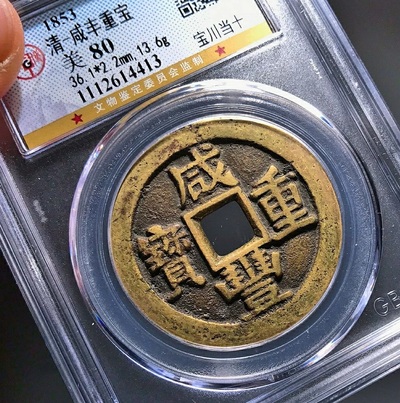 1853
清·咸丰重宝
美 80 宝川当十
36.1*2.2mm, 13.6g
1112614413
文物鉴定委员会监制
咸豐重寶
GB